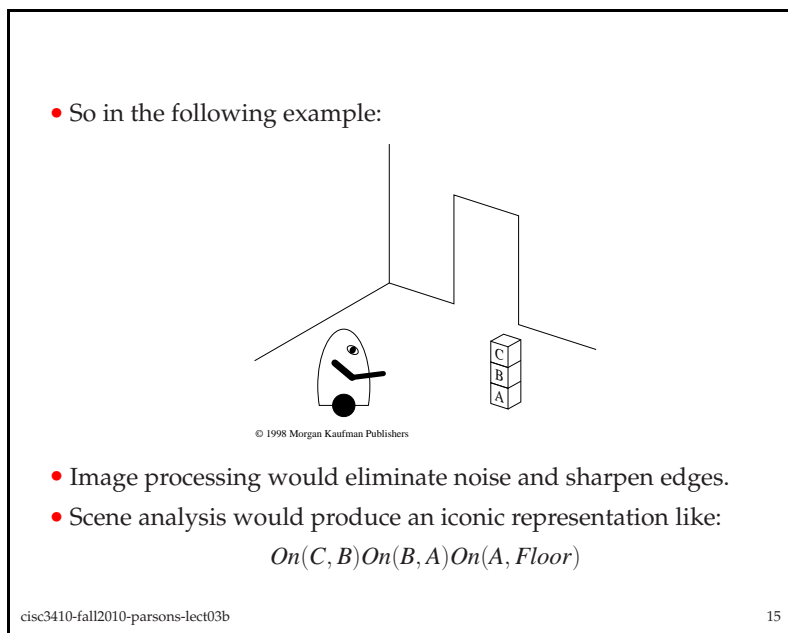 • So in the following example:
C
B
A
© 1998 Morgan Kaufman Publishers
• Image processing would eliminate noise and sharpen edges.
• Scene analysis would produce an iconic representation like:
On(C, B)On(B, A)On(A, Floor)
cisc3410-fall2010-parsons-lect03b 15